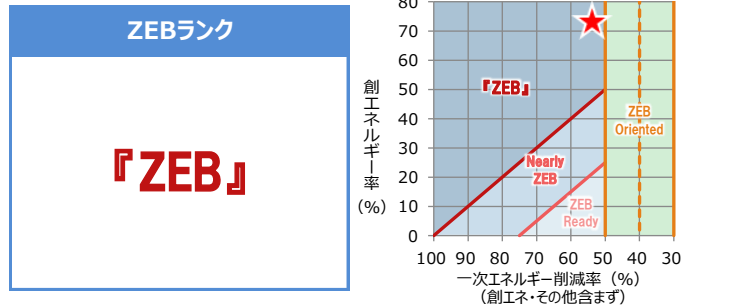 ZEBランク
『ZEB』
創エネルギー率
(%)
80
70
60
50
40
30
20
10
0
『ZEB』
Nearly
ZEB
ZEB
Ready
ZEB
Oriented
100 90 80 70 60 50 40 30
一次エネルギー削減率 (%)
(創エネ・その他含まず)